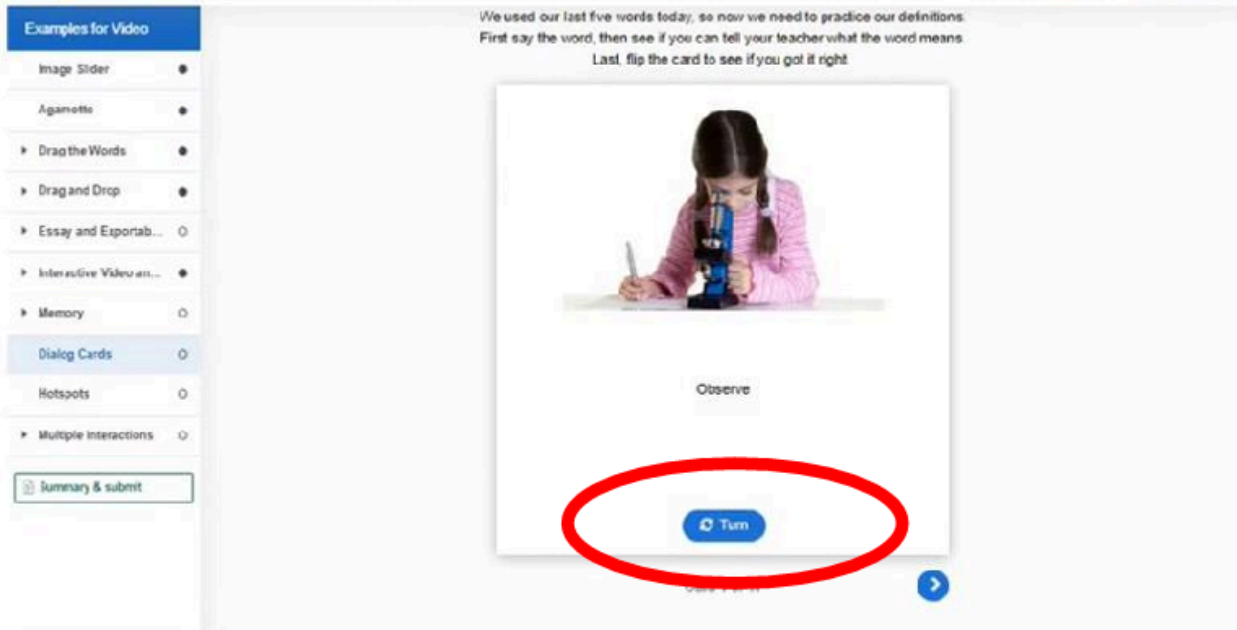 Examples for Video
Image Slider
Agamotto
Drag the Words
Drag and Drop
Essay and Exportab...
Interactive Video an...
Memory
Dialog Cards
Hotspots
Multiple Interactions
Summary & submit
We used our last five words today, so now we need to practice our definitions.
First say the word, then see if you can tell your teacher what the word means.
Last, flip the card to see if you got it right
Observe
Turn